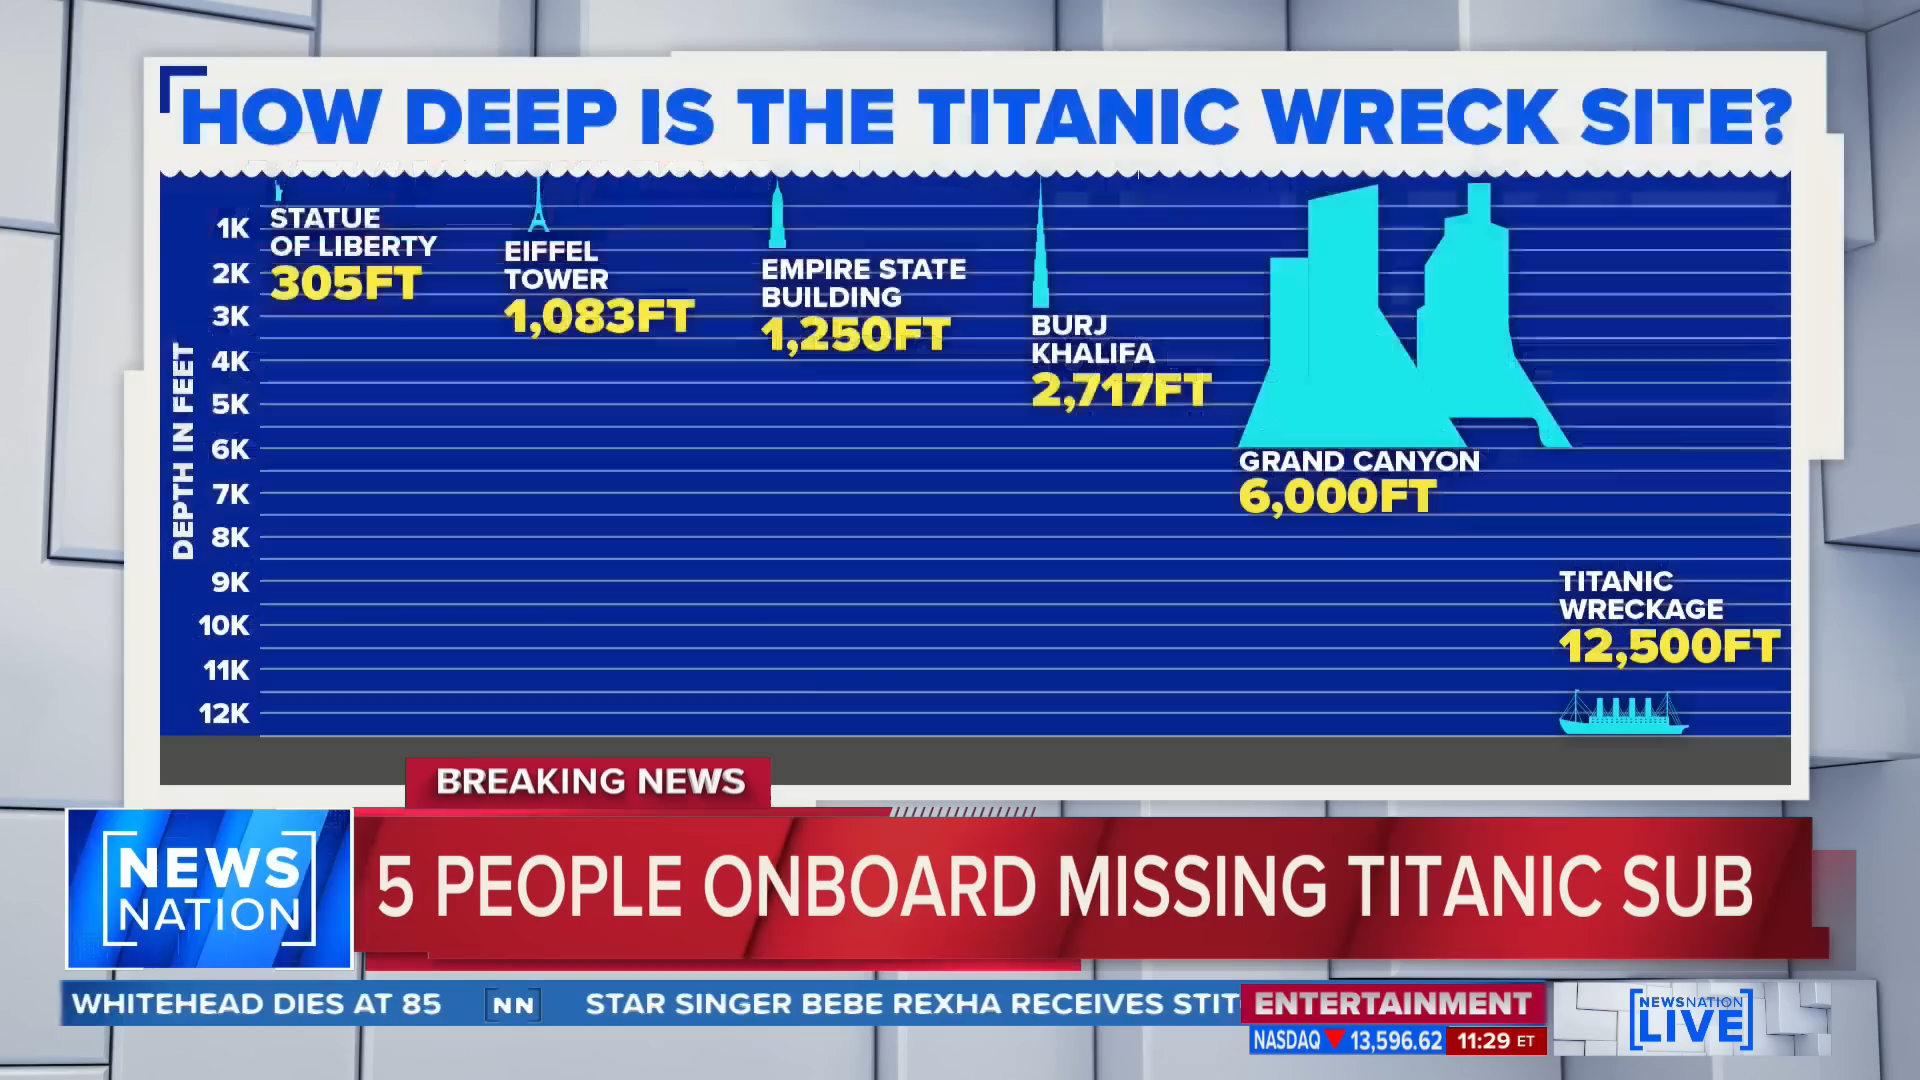 HOW DEEP IS THE TITANIC WRECK SITE?
DEPTH IN FEET
1K
2K
3K
4K
5K
6K
7K
8K
9K
10K
11K
12K
STATUE
OF LIBERTY
305FT
EIFFEL
TOWER
1,083FT
EMPIRE STATE
BUILDING
1,250FT
BURJ
KHALIFA
2,717FT
GRAND CANYON
6,000FT
TITANIC
WRECKAGE
12,500FT
BREAKING NEWS
NEWS
NATION
5 PEOPLE ONBOARD MISSING TITANIC SUB
WHITEHEAD DIES AT 85 NN STAR SINGER BEBE REXHA RECEIVES STIT
ENTERTAINMENT
NASDAQ 13,596.62 11:29 ET
NEWSNATION
LIVE